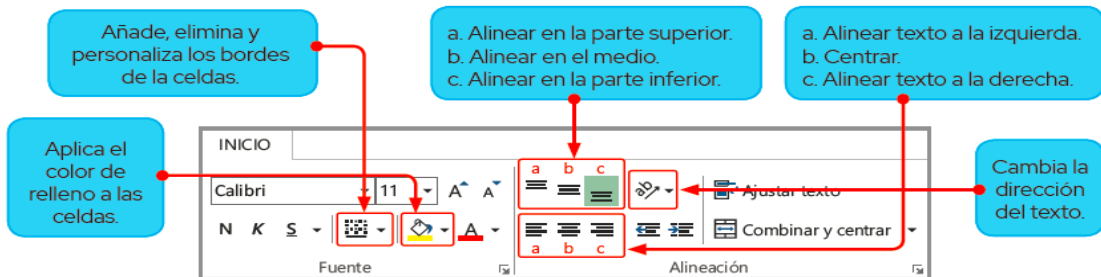 Añade, elimina y
personaliza los bordes
de la celdas.
a. Alinear en la parte superior.
b. Alinear en el medio.
c. Alinear en la parte inferior.
a. Alinear texto a la izquierda.
b. Centrar.
c. Alinear texto a la derecha.
Aplica el
color de
relleno a las
celdas.
Cambia la
dirección
del texto.
INICIO
a b c
Calibri 11 A A ab Ajustar texto
N K S A Combinar y centrar
a b c
Fuente Alineación